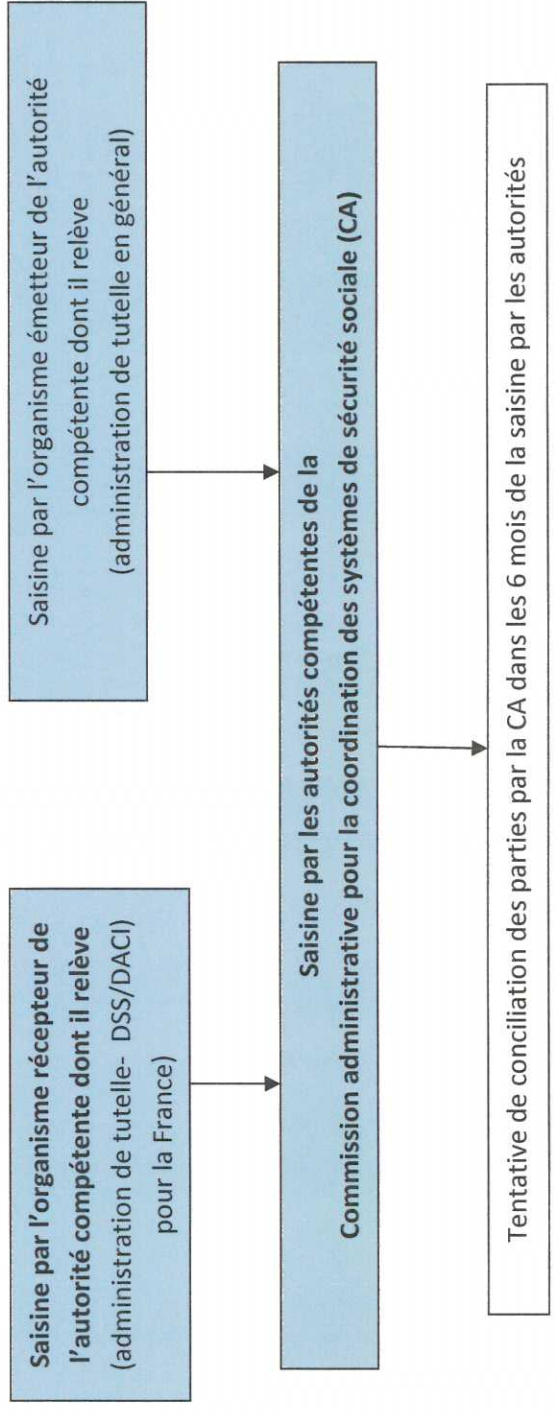 Saisine par l'organisme récepteur de
l'autorité compétente dont il relève
(administration de tutelle- DSS/DACI)
pour la France)
Saisine par l'organisme émetteur de l'autorité
compétente dont il relève
(administration de tutelle en général)
Saisine par les autorités compétentes de la
Commission administrative pour la coordination des systèmes de sécurité sociale (CA)
Tentative de conciliation des parties par la CA dans les 6 mois de la saisine par les autorités